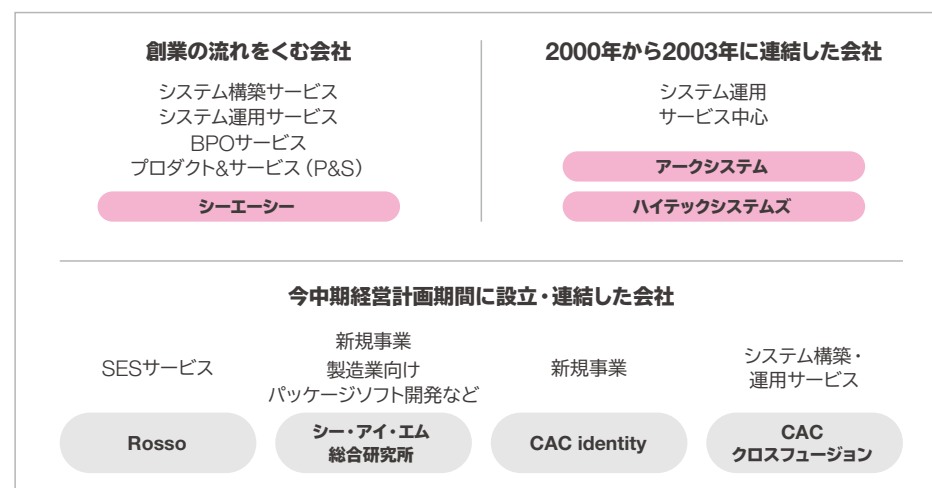 創業の流れをくむ会社
システム構築サービス
システム運用サービス
BPOサービス
プロダクト&サービス（P&S）
シーエーシー
2000年から2003年に連結した会社
システム運用
サービス中心
アークシステム
ハイテックシステムズ
今中期経営計画期間に設立・連結した会社
SESサービス
Rosso
新規事業
製造業向け
パッケージソフト開発など
シー・アイ・エム
総合研究所
新規事業
CAC identity
システム構築・
運用サービス
CAC
クロスフュージョン